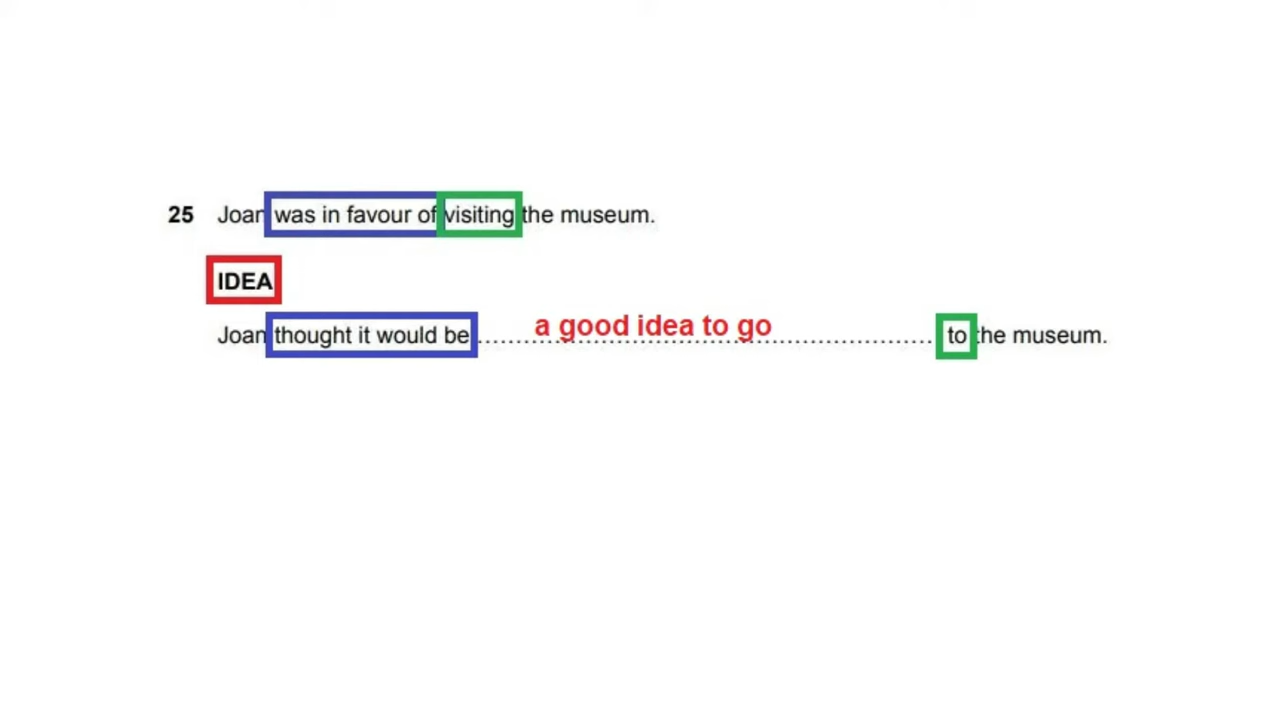 25 Joan was in favour of visiting the museum.
IDEA
Joan thought it would be a good idea to go to the museum.